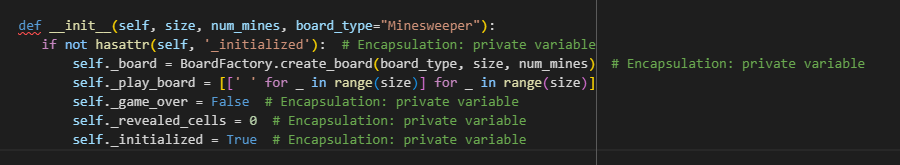 def __init__(self, size, num_mines, board_type="Minesweeper"):
if not hasattr(self, '_initialized'):  # Encapsulation: private variable
self._board = BoardFactory.create_board(board_type, size, num_mines)  # Encapsulation: private variable
self._play_board = [[' ' for _ in range(size)] for _ in range(size)]
self._game_over = False  # Encapsulation: private variable
self._revealed_cells = 0  # Encapsulation: private variable
self._initialized = True  # Encapsulation: private variable